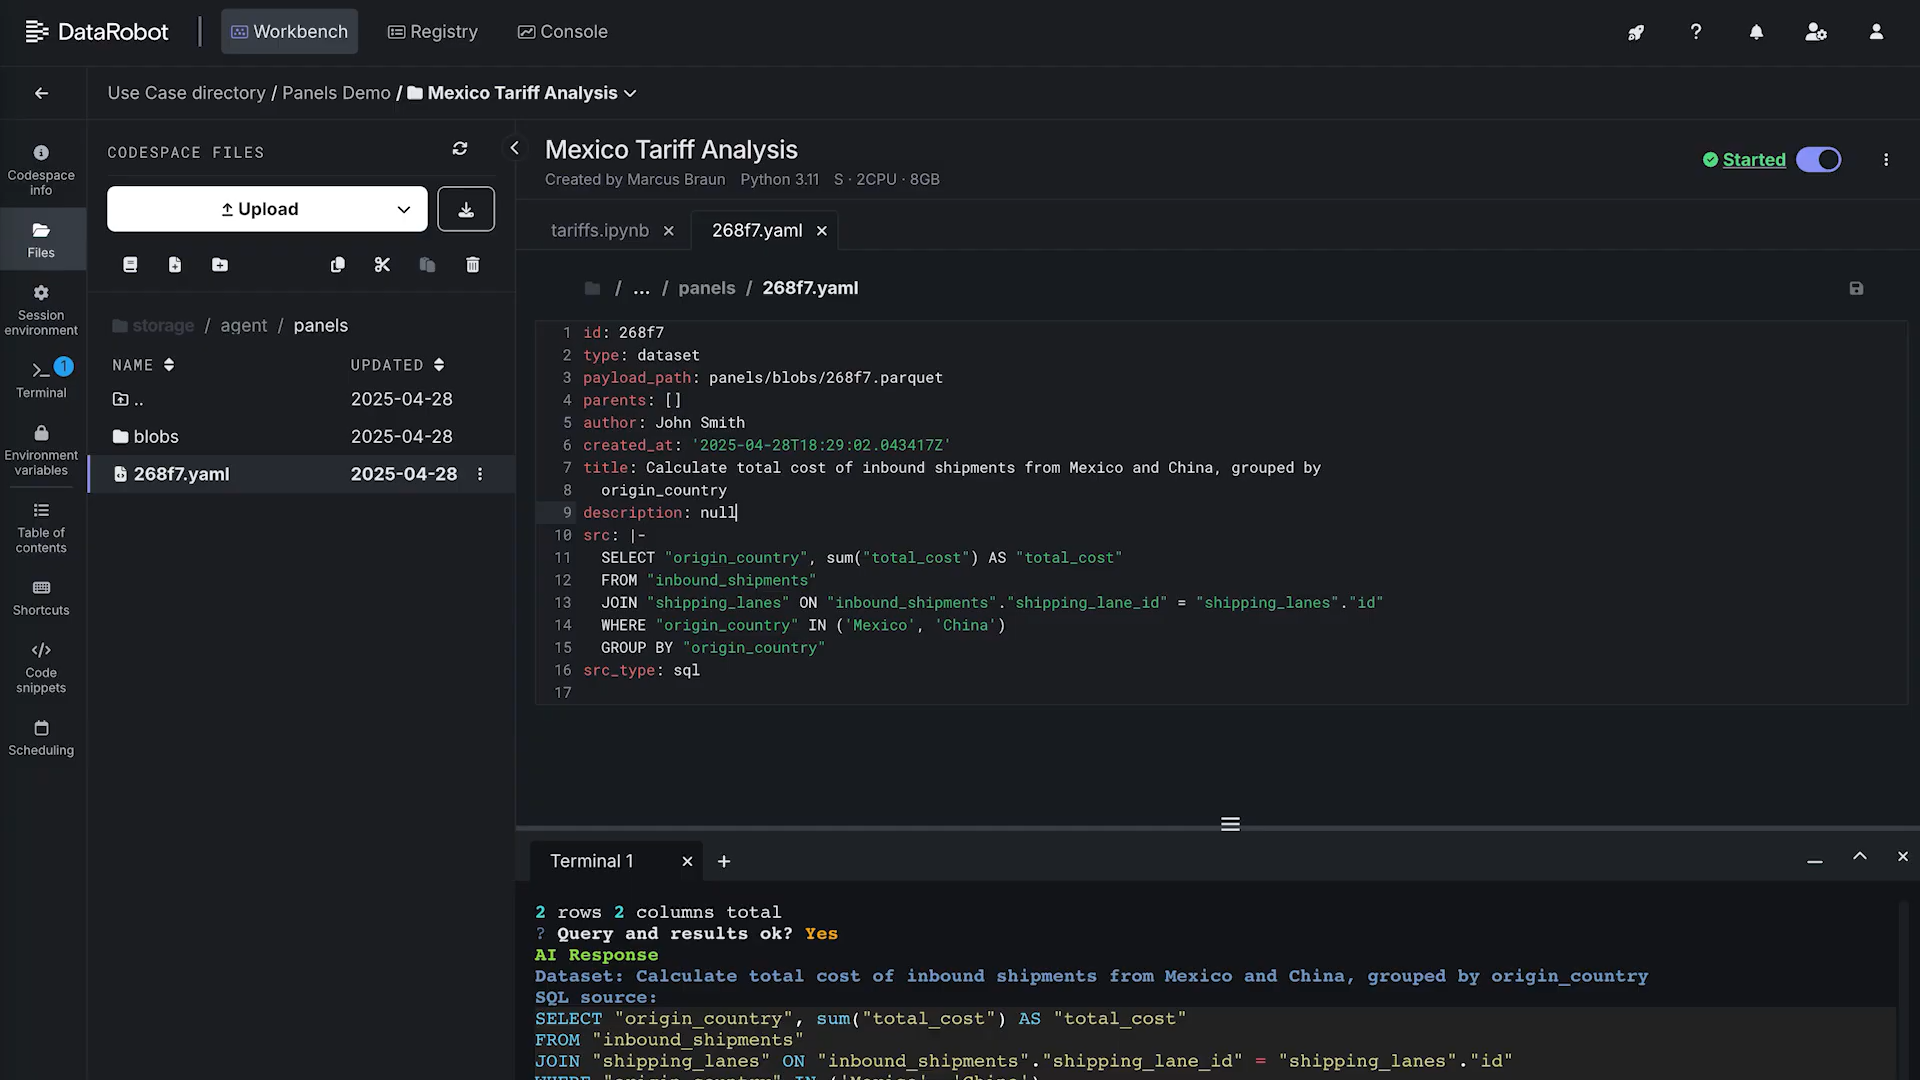 DataRobot
Workbench
Registry
Console
Use Case directory / Panels Demo / Mexico Tariff Analysis
Codespace info
Files
Session environment
1
Terminal
Environment variables
Table of contents
Shortcuts
Code snippets
Scheduling
CODESPACE FILES
Upload
storage / agent / panels
NAME UPDATED
.. 2025-04-28
blobs 2025-04-28
268f7.yaml 2025-04-28
Mexico Tariff Analysis
Created by Marcus Braun Python 3.11 S · 2CPU · 8GB
Started
tariffs.ipynb
268f7.yaml
/ ... / panels / 268f7.yaml
1 id: 268f7
2 type: dataset
3 payload_path: panels/blobs/268f7.parquet
4 parents: []
5 author: John Smith
6 created_at: '2025-04-28T18:29:02.043417Z'
7 title: Calculate total cost of inbound shipments from Mexico and China, grouped by
8 origin_country
9 description: null
10 src: |-
11 SELECT "origin_country", sum("total_cost") AS "total_cost"
12 FROM "inbound_shipments"
13 JOIN "shipping_lanes" ON "inbound_shipments"."shipping_lane_id" = "shipping_lanes"."id"
14 WHERE "origin_country" IN ('Mexico', 'China')
15 GROUP BY "origin_country"
16 src_type: sql
17
Terminal 1
2 rows 2 columns total
? Query and results ok? Yes
AI Response
Dataset: Calculate total cost of inbound shipments from Mexico and China, grouped by origin_country
SQL source:
SELECT "origin_country", sum("total_cost") AS "total_cost"
FROM "inbound_shipments"
JOIN "shipping_lanes" ON "inbound_shipments"."shipping_lane_id" = "shipping_lanes"."id"
WHERE "origin_country" IN ('Mexico', 'China')